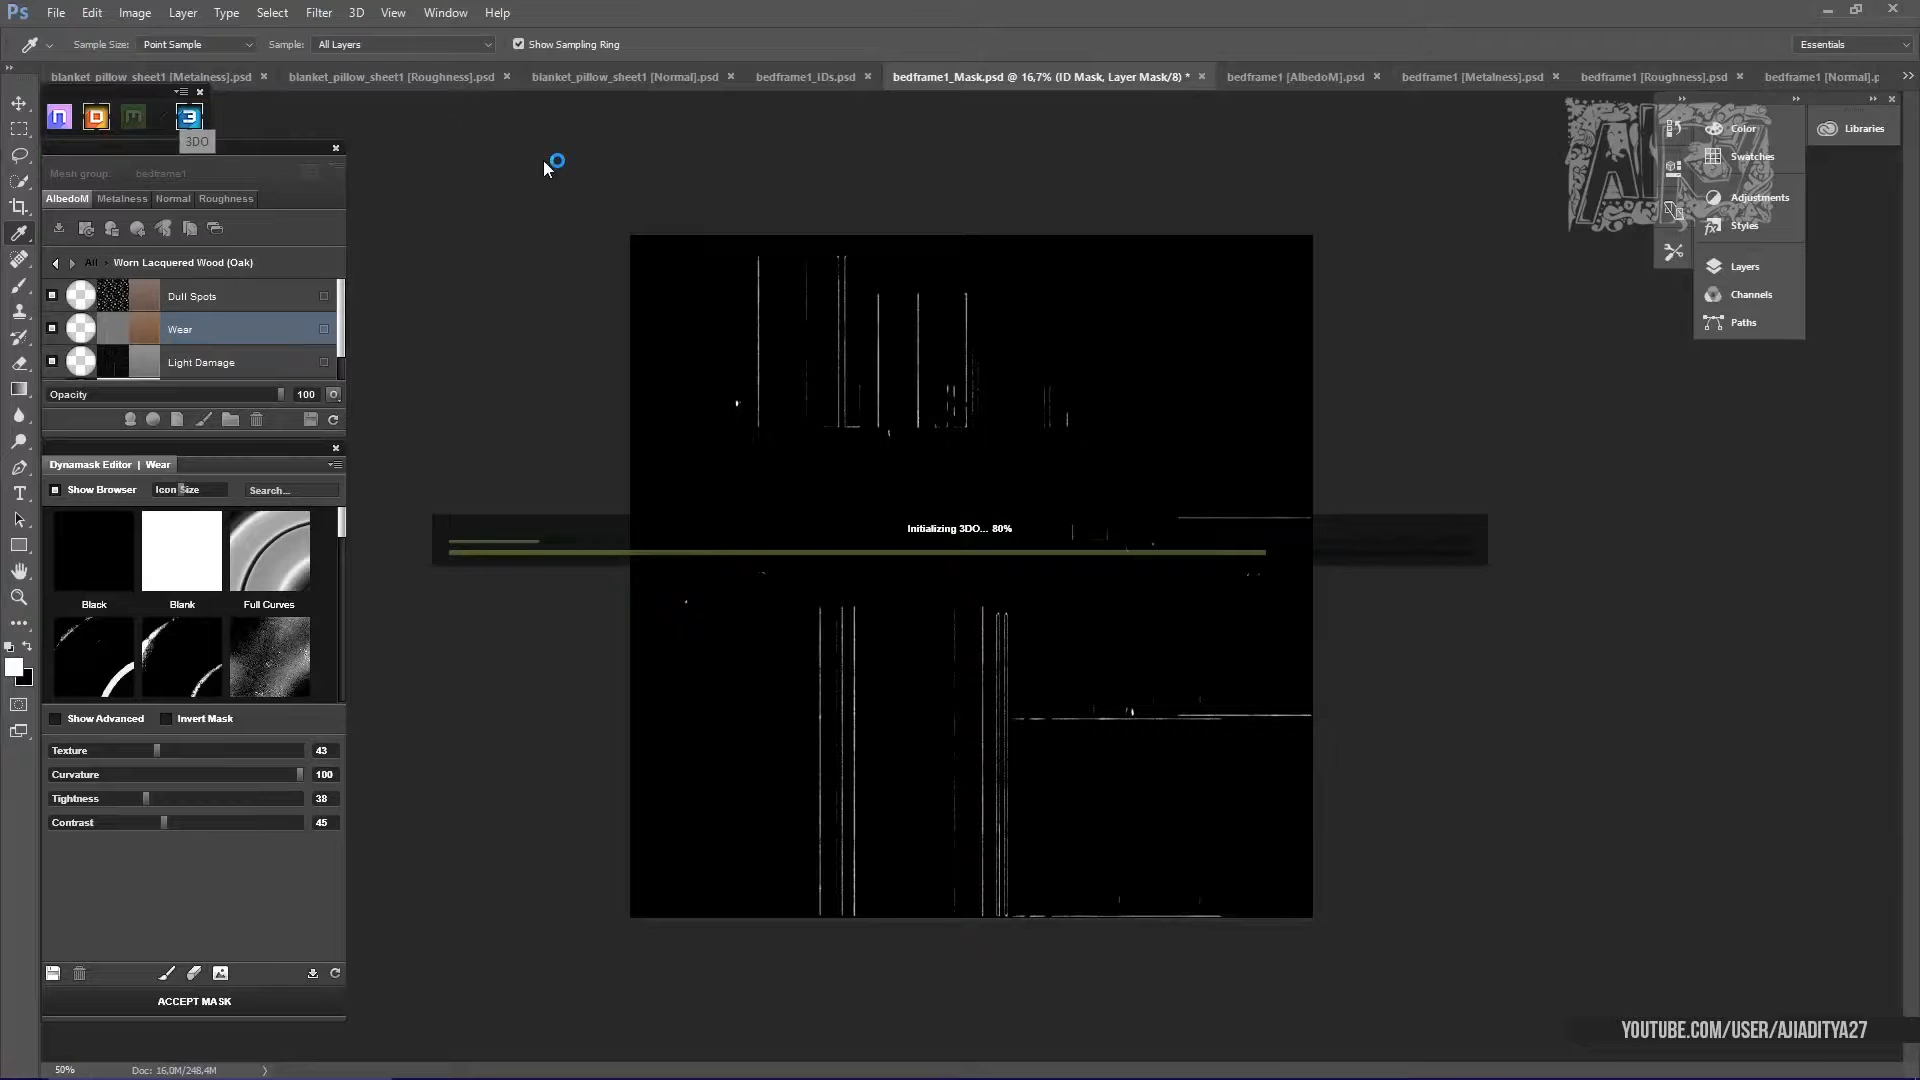 Ps File Edit Image Layer Type Select Filter 3D View Window Help
Sample Size: Point Sample Sample: All Layers Show Sampling Ring Essentials
blanket_pillow_sheet1 [Metalness].psd × blanket_pillow_sheet1 [Roughness].psd × blanket_pillow_sheet1 [Normal].psd × bedframe1_IDs.psd × bedframe1_Mask.psd @ 16,7% (ID Mask, Layer Mask/8) * × bedframe1 [AlbedoM].psd × bedframe1 [Metalness].psd × bedframe1 [Roughness].psd × bedframe1 [Normal].p
n D m 3
3DO
Mesh group: bedframe1
AlbedoM Metalness Normal Roughness
All › Worn Lacquered Wood (Oak)
Dull Spots
Wear
Light Damage
Opacity 100
Dynamask Editor | Wear
Show Browser Icon Size Search...
Black Blank Full Curves
Show Advanced Invert Mask
Texture 43
Curvature 100
Tightness 38
Contrast 45
ACCEPT MASK
Initializing 3DO... 80%
Color
Swatches
Adjustments
Styles
Layers
Channels
Paths
Libraries
YOUTUBE.COM/USER/AJIADITYA27
50% Doc: 16,0M/248,4M